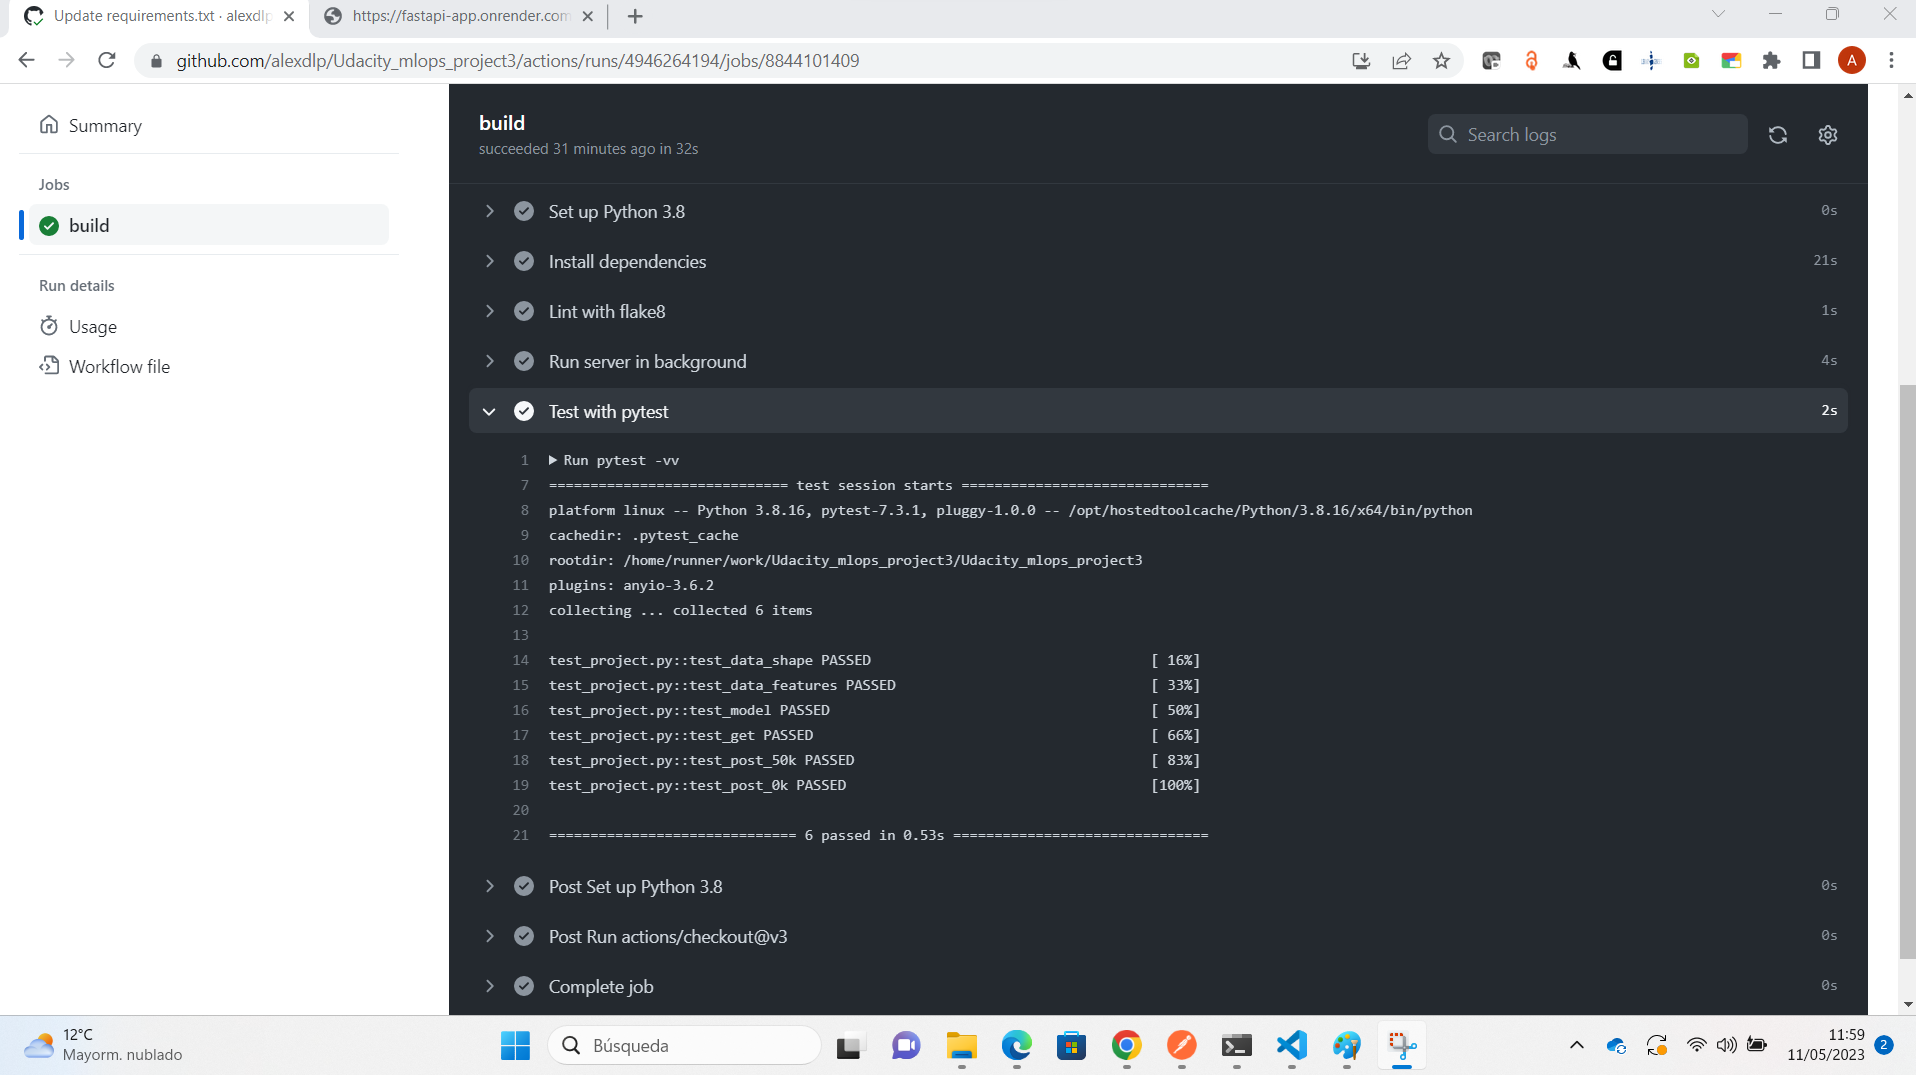 Update requirements.txt · alexdlp
https://fastapi-app.onrender.com
github.com/alexdlp/Udacity_mlops_project3/actions/runs/4946264194/jobs/8844101409
A
Summary
Jobs
build
Run details
Usage
Workflow file
build
succeeded 31 minutes ago in 32s
Search logs
Set up Python 3.8 0s
Install dependencies 21s
Lint with flake8 1s
Run server in background 4s
Test with pytest 2s
1 Run pytest -vv
7 ============================= test session starts ==============================
8 platform linux -- Python 3.8.16, pytest-7.3.1, pluggy-1.0.0 -- /opt/hostedtoolcache/Python/3.8.16/x64/bin/python
9 cachedir: .pytest_cache
10 rootdir: /home/runner/work/Udacity_mlops_project3/Udacity_mlops_project3
11 plugins: anyio-3.6.2
12 collecting ... collected 6 items
13
14 test_project.py::test_data_shape PASSED [ 16%]
15 test_project.py::test_data_features PASSED [ 33%]
16 test_project.py::test_model PASSED [ 50%]
17 test_project.py::test_get PASSED [ 66%]
18 test_project.py::test_post_50k PASSED [ 83%]
19 test_project.py::test_post_0k PASSED [100%]
20
21 ============================== 6 passed in 0.53s ===============================
Post Set up Python 3.8 0s
Post Run actions/checkout@v3 0s
Complete job 0s
12°C
Mayorm. nublado
Búsqueda
11:59
11/05/2023
2